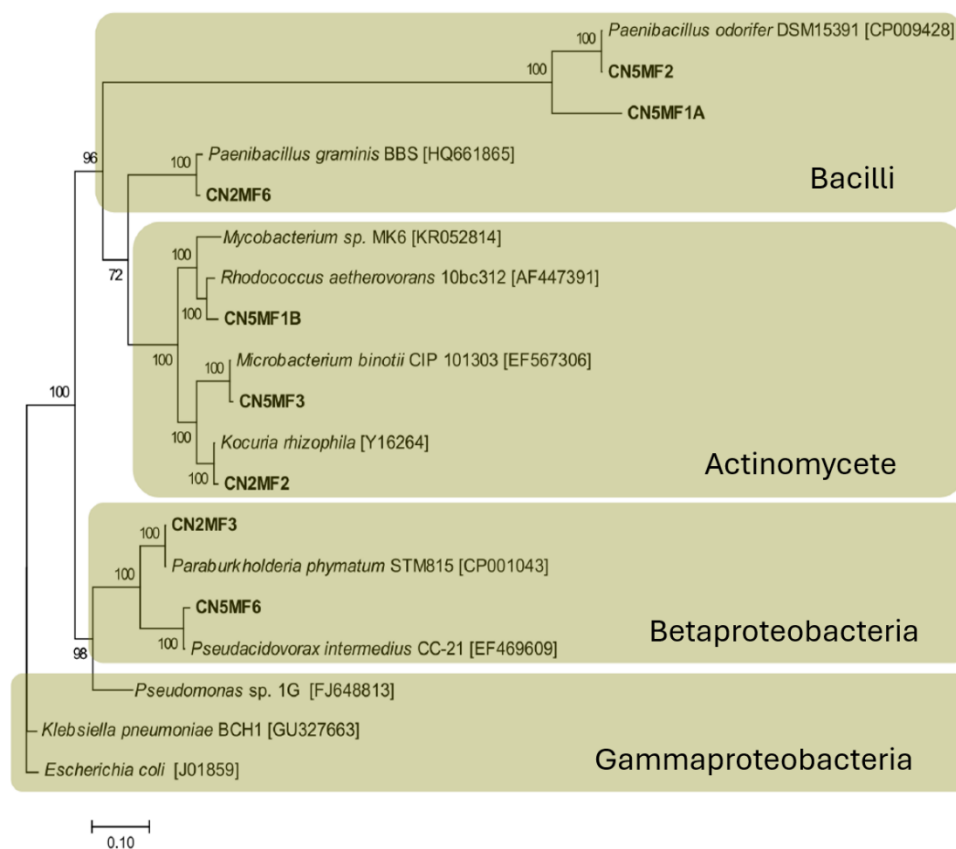 Paenibacillus odorifer DSM15391 [CP009428]
100
100
CN5MF2
CN5MF1A
Paenibacillus graminis BBS [HQ661865]
100
96
CN2MF6
Bacilli
Mycobacterium sp. MK6 [KR052814]
100
72
Rhodococcus aetherovorans 10bc312 [AF447391]
100
CN5MF1B
100
Microbacterium binotii CIP 101303 [EF567306]
100
100
CN5MF3
100
Kocuria rhizophila [Y16264]
Actinomycete
100
CN2MF2
CN2MF3
100
100
Paraburkholderia phymatum STM815 [CP001043]
CN5MF6
Betaproteobacteria
100
98
Pseudacidovorax intermedius CC-21 [EF469609]
Pseudomonas sp. 1G [FJ648813]
Klebsiella pneumoniae BCH1 [GU327663]
Gammaproteobacteria
Escherichia coli [J01859]
0.10